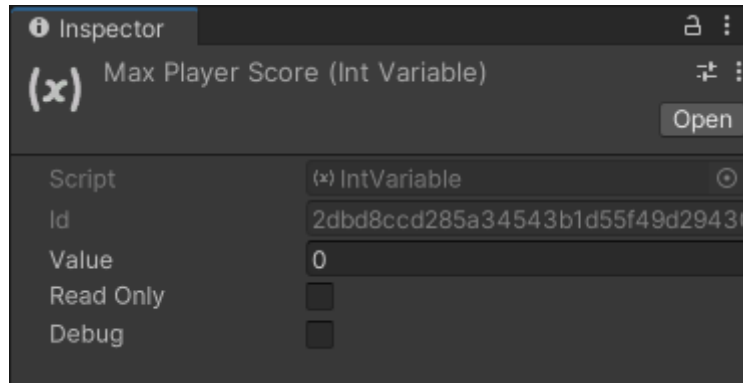 Inspector
(x) Max Player Score (Int Variable)
Open
Script (x) IntVariable
Id 2dbd8ccd285a34543b1d55f49d2943
Value 0
Read Only
Debug